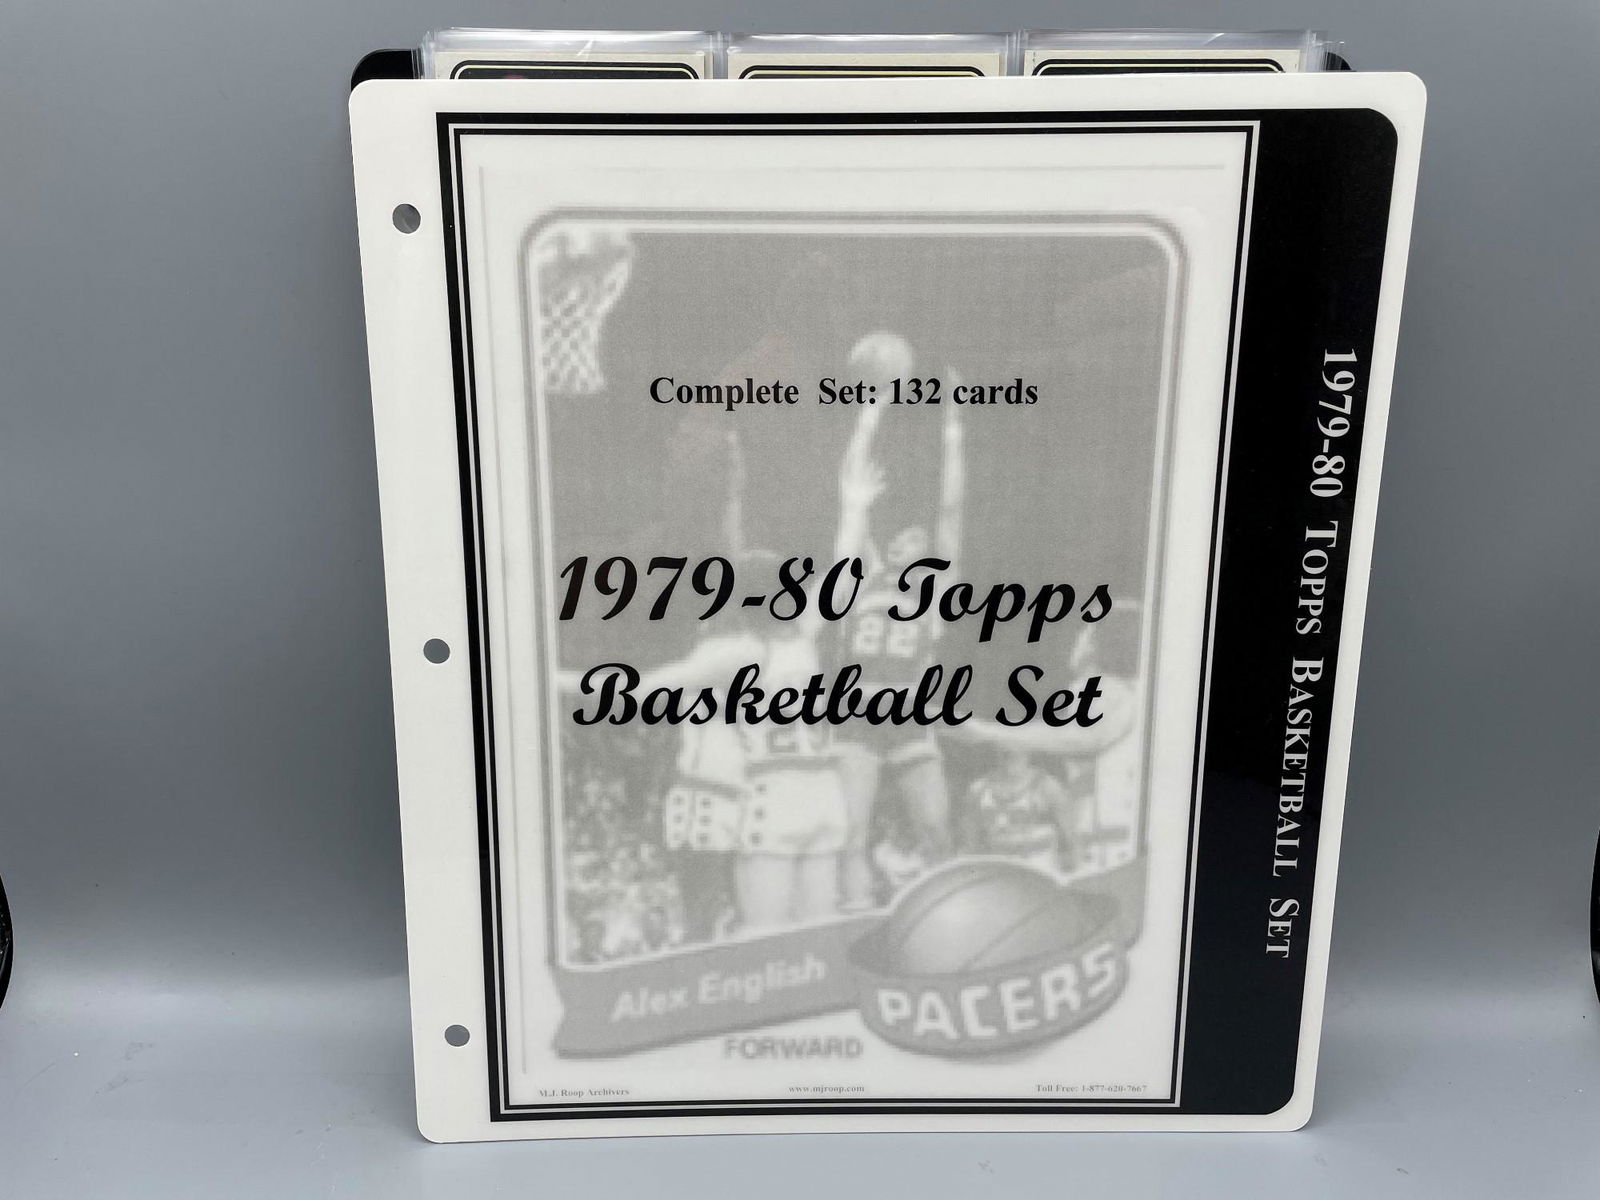 Complete Set: 132 cards
1979-80 Topps
Basketball Set
22
Alex English
PACERS
FORWARD
M.J. Roop Archivers
www.mjroop.com
Toll Free: 1-877-620-7667
1979-80 TOPPS BASKETBALL SET